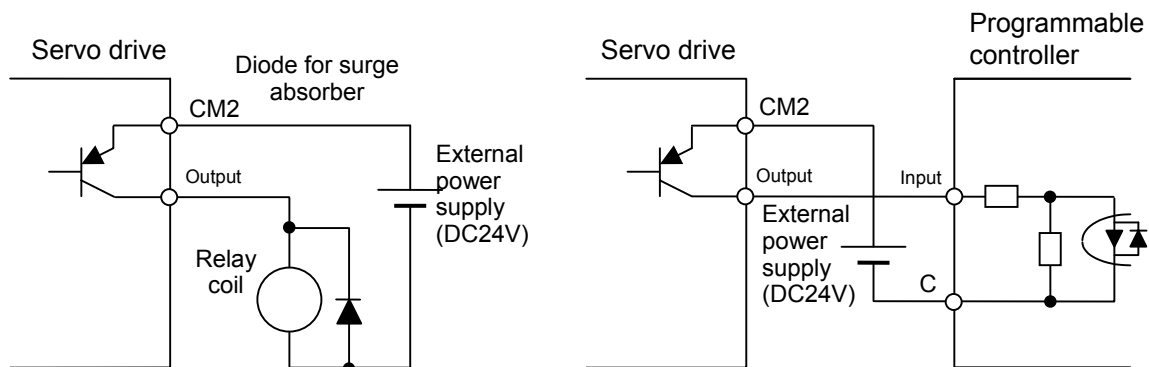 Servo drive
Diode for surge
absorber
CM2
Output
External
power
supply
(DC24V)
Relay
coil
Servo drive
Programmable
controller
CM2
Output
Input
External
power
supply
(DC24V)
C